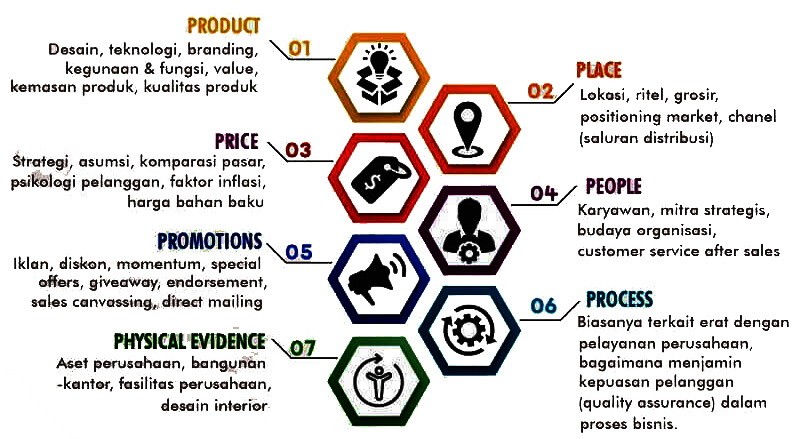 PRODUCT
01
Desain, teknologi, branding,
kegunaan & fungsi, value,
kemasan produk, kualitas produk
02
PLACE
Lokasi, ritel, grosir,
positioning market, chanel
(saluran distribusi)
PRICE
03
Strategi, asumsi, komparasi pasar,
psikologi pelanggan, faktor inflasi,
harga bahan baku
$
04
PEOPLE
Karyawan, mitra strategis,
budaya organisasi,
customer service after sales
PROMOTIONS
05
Iklan, diskon, momentum, special
offers, giveaway, endorsement,
sales canvassing, direct mailing
06
PROCESS
Biasanya terkait erat dengan
pelayanan perusahaan,
bagaimana menjamin
kepuasan pelanggan
(quality assurance) dalam
proses bisnis.
PHYSICAL EVIDENCE
07
Aset perusahaan, bangunan
-kantor, fasilitas perusahaan,
desain interior